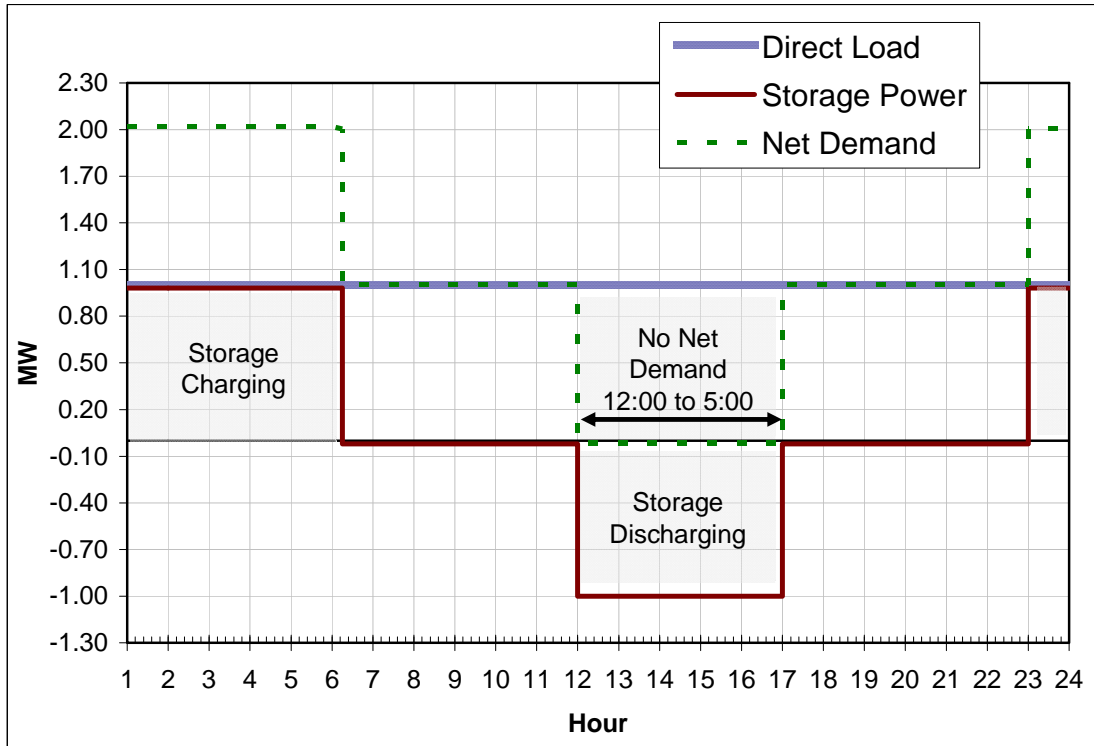 Direct Load
Storage Power
Net Demand
2.30
2.00
1.70
1.40
1.10
0.80
0.50
0.20
-0.10
-0.40
-0.70
-1.00
-1.30
MW
Storage
Charging
No Net
Demand
12:00 to 5:00
Storage
Discharging
1 2 3 4 5 6 7 8 9 10 11 12 13 14 15 16 17 18 19 20 21 22 23 24
Hour